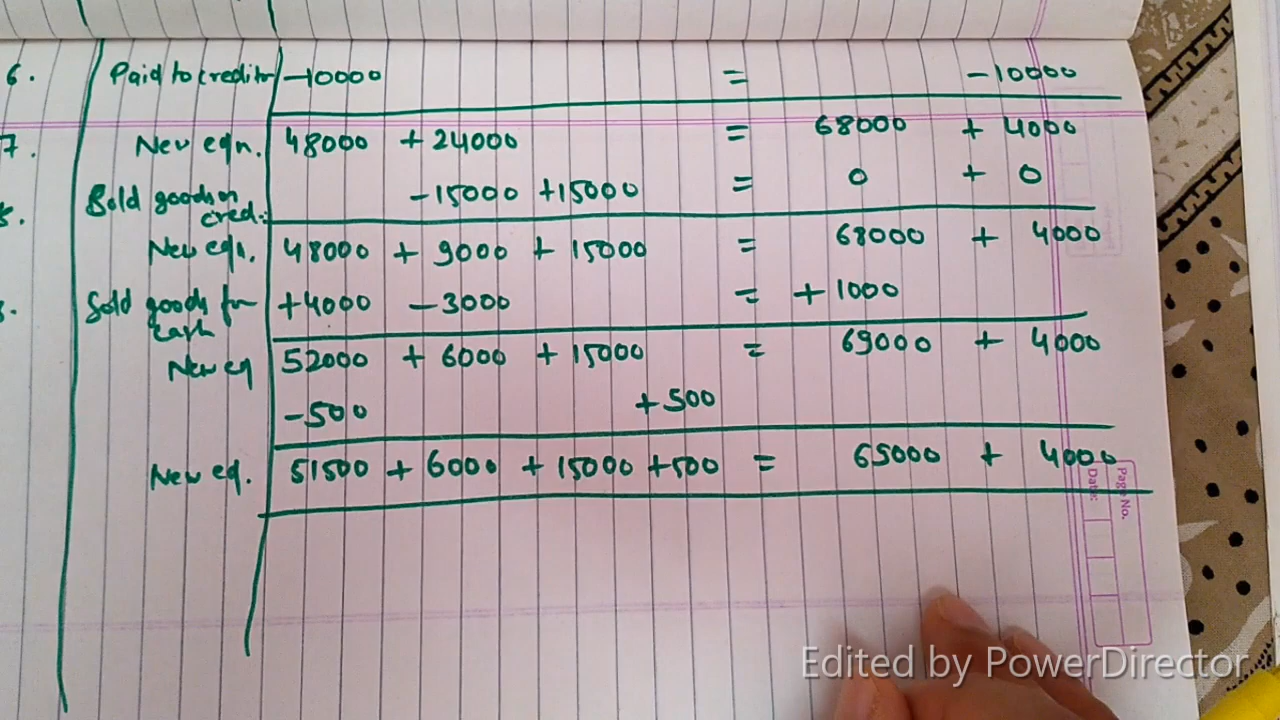 6. Paid to creditor -10000 = -10000
7. New eqn. 48000 + 24000 = 68000 + 4000
Sold goods on cred. -15000 +15000 = 0 + 0
New eqn. 48000 + 9000 + 15000 = 68000 + 4000
Sold goods for cash +4000 -3000 = +1000
New eq 52000 + 6000 + 15000 = 69000 + 4000
-500 +500
New eq. 51500 + 6000 + 15000 +500 = 69000 + 4000
Page No.
Date:
Edited by PowerDirector